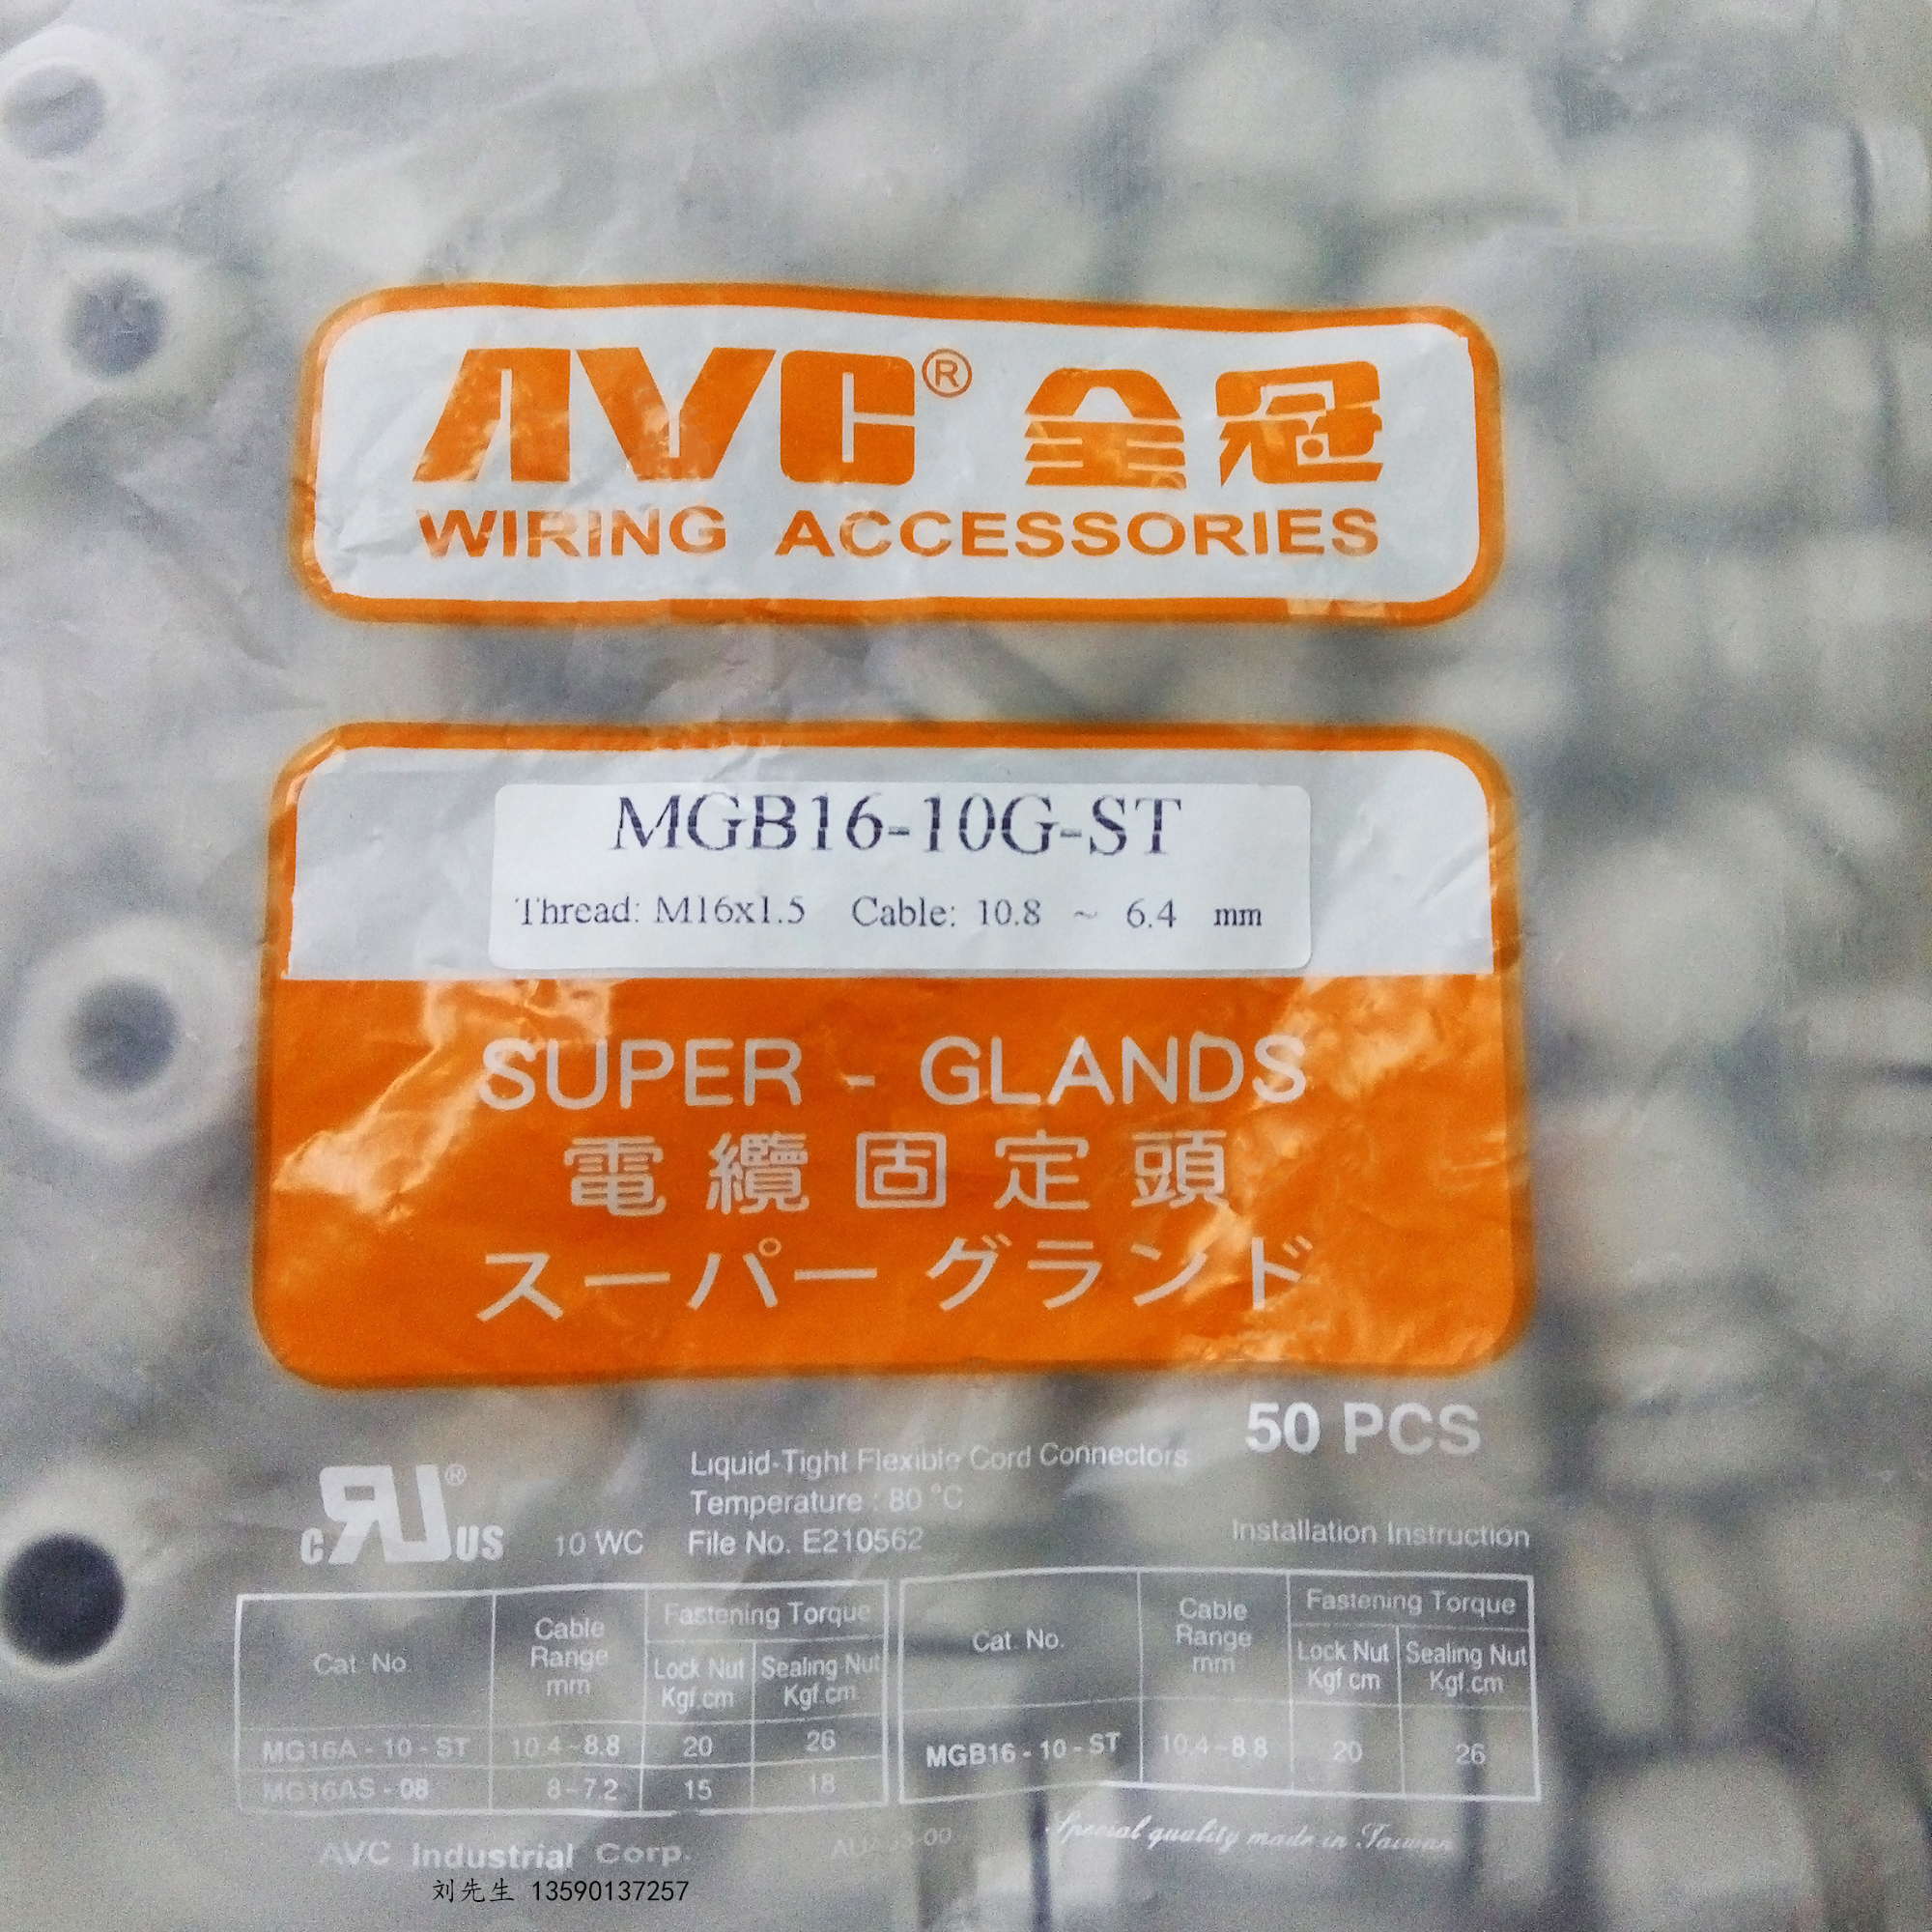 AVC® 全冠
WIRING ACCESSORIES
MGB16-10G-ST
Thread: M16x1.5 Cable: 10.8 ~ 6.4 mm
SUPER - GLANDS
電纜固定頭
スーパーグランド
50 PCS
Liquid-Tight Flexible Cord Connectors
Temperature : 80 °C
c RU ® US 10 WC File No. E210562
Installation Instruction
Cat. No. Cable Range mm Fastening Torque Lock Nut Kgf.cm Sealing Nut Kgf.cm
MG16A - 10 - ST 10.4~8.8 20 26
MG16AS - 08 8~7.2 15 18
Cat. No. Cable Range mm Fastening Torque Lock Nut Kgf.cm Sealing Nut Kgf.cm
MGB16 - 10 - ST 10.4~8.8 20 26
AVC Industrial Corp.
Special quality made in Taiwan
刘先生 13590137257